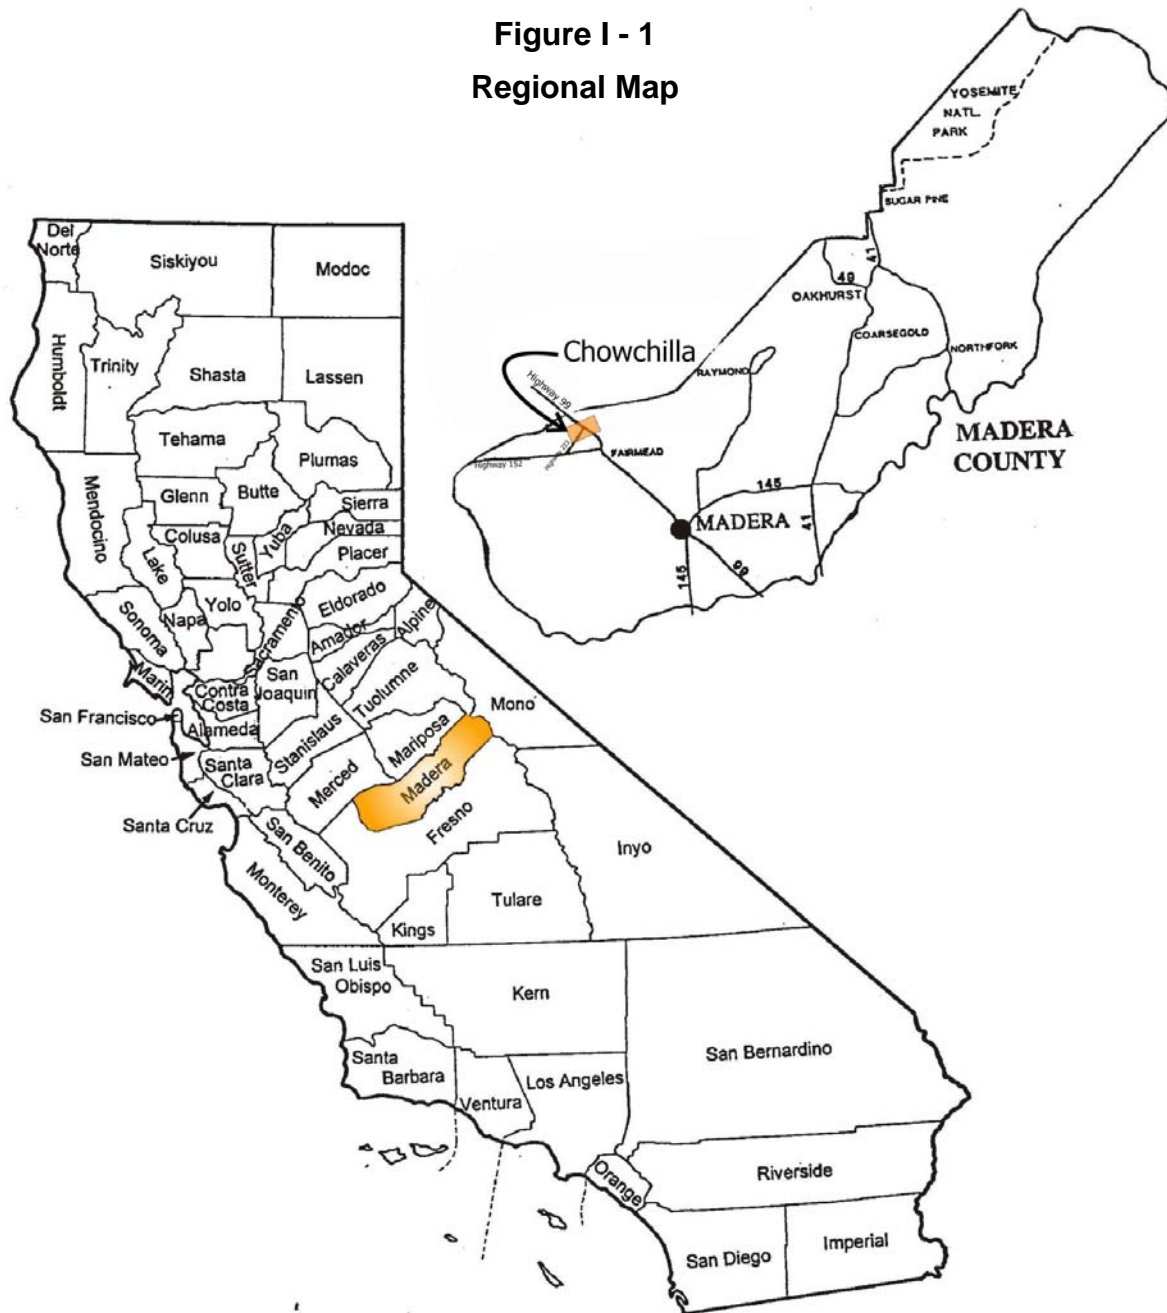 Figure I - 1
Regional Map
YOSEMITE
NATL.
PARK
SUGAR PINE
41
49
OAKHURST
COARSEGOLD
NORTHFORK
RAYMOND
Chowchilla
Highway 99
FAIRMEAD
Highway 152
MADERA
COUNTY
145
MADERA
41
145
99
Del
Norte
Siskiyou
Modoc
Humboldt
Trinity
Shasta
Lassen
Tehama
Plumas
Mendocino
Glenn
Butte
Sierra
Colusa
Yuba
Nevada
Lake
Sutter
Placer
Sonoma
Napa
Yolo
Sacramento
Eldorado
Amador
Alpine
Calaveras
Marin
Contra
Costa
San
Joaquin
Tuolumne
Mono
San Francisco
Alameda
Stanislaus
Mariposa
San Mateo
Santa
Clara
Merced
Madera
Santa Cruz
San Benito
Fresno
Inyo
Monterey
Kings
Tulare
San Luis
Obispo
Kern
San Bernardino
Santa
Barbara
Ventura
Los Angeles
Orange
Riverside
San Diego
Imperial